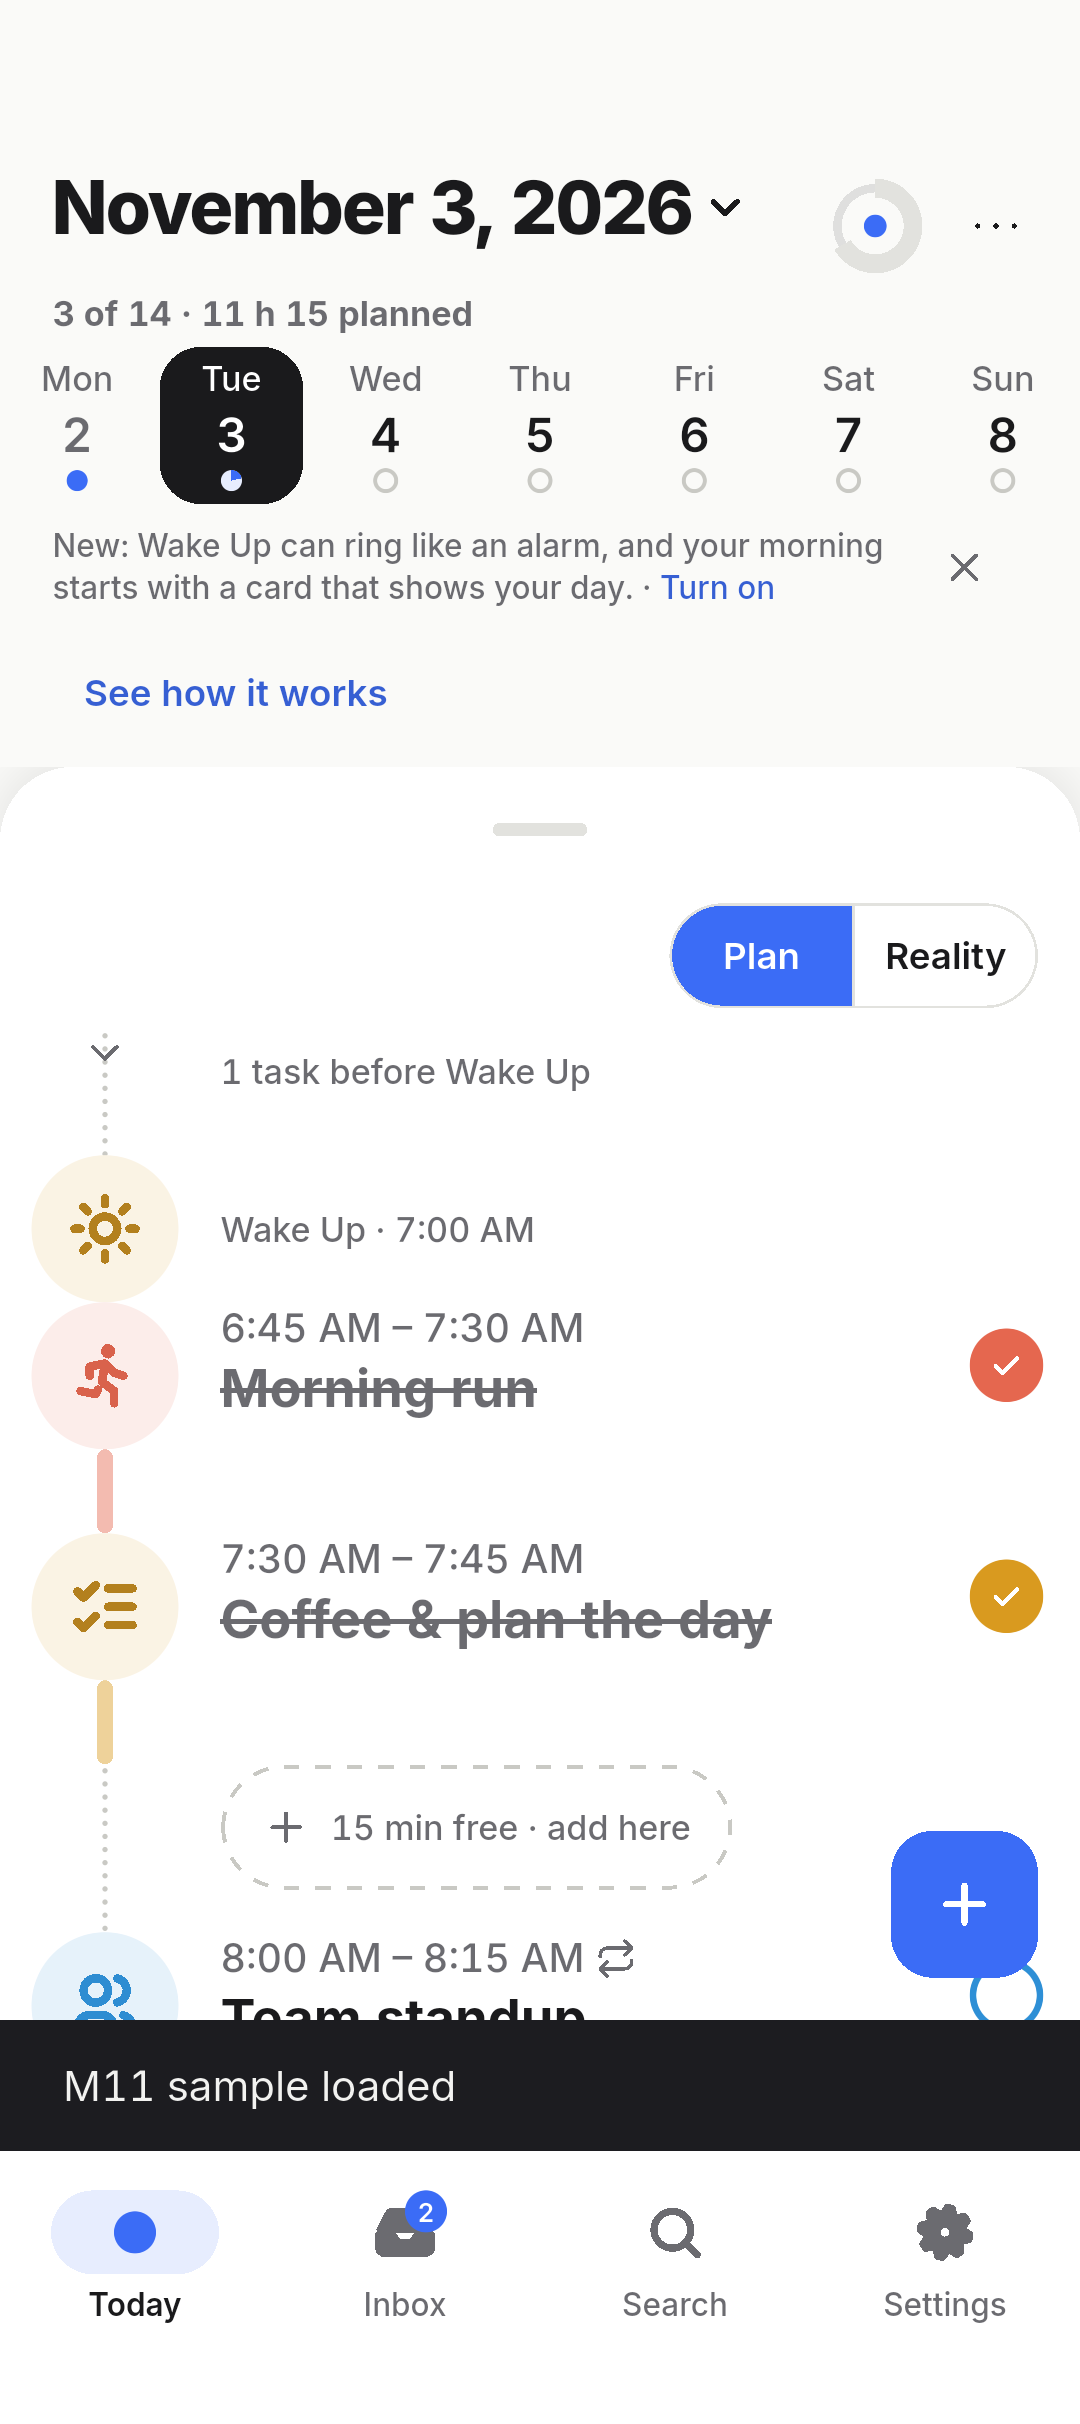 November 3, 2026
3 of 14 · 11 h 15 planned
Mon Tue Wed Thu Fri Sat Sun
2 3 4 5 6 7 8
New: Wake Up can ring like an alarm, and your morning
starts with a card that shows your day. · Turn on
See how it works
Plan Reality
1 task before Wake Up
Wake Up · 7:00 AM
6:45 AM – 7:30 AM
Morning run
7:30 AM – 7:45 AM
Coffee & plan the day
15 min free · add here
8:00 AM – 8:15 AM
Team standup
M11 sample loaded
2
Today Inbox Search Settings